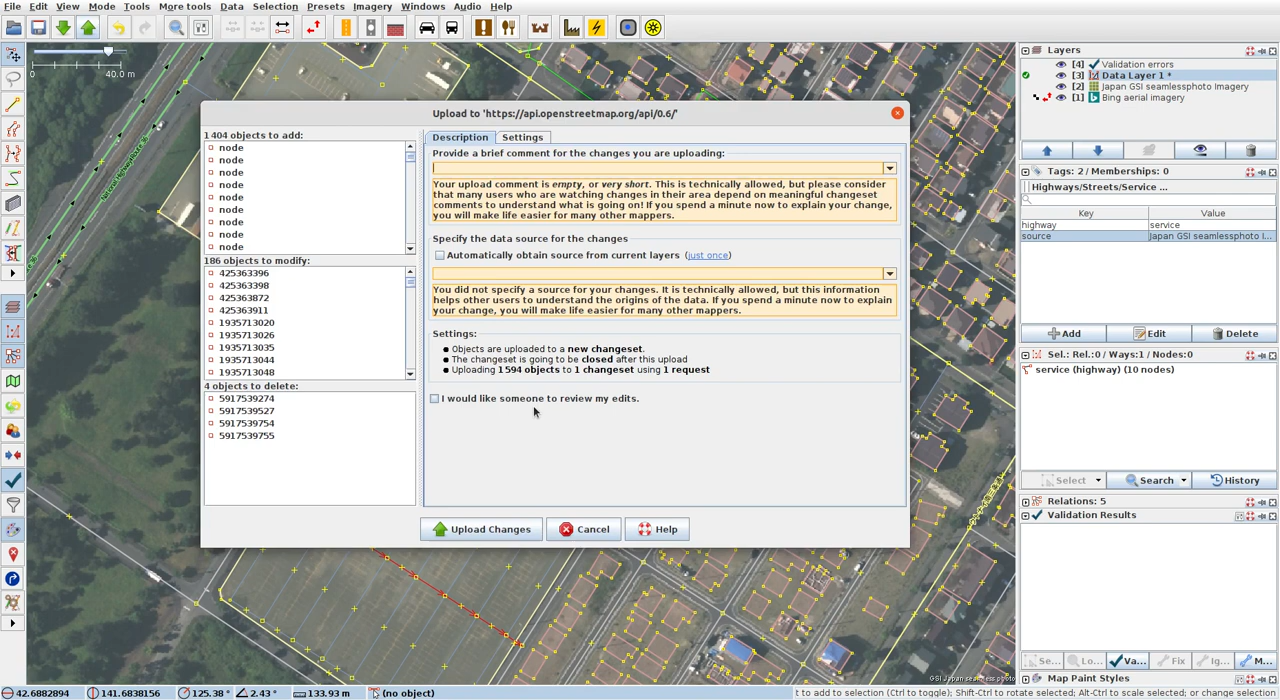 File Edit View Mode Tools More tools Data Selection Presets Imagery Windows Audio Help
0 40.0 m
Upload to 'https://api.openstreetmap.org/api/0.6/'
1 404 objects to add:
node
node
node
node
node
node
node
node
node
186 objects to modify:
425363396
425363398
425363872
425363911
1935713020
1935713026
1935713035
1935713044
1935713048
4 objects to delete:
5917539274
5917539527
5917539754
5917539755
Description Settings
Provide a brief comment for the changes you are uploading:
Your upload comment is empty, or very short. This is technically allowed, but please consider
that many users who are watching changes in their area depend on meaningful changeset
comments to understand what is going on! If you spend a minute now to explain your change,
you will make life easier for many other mappers.
Specify the data source for the changes
Automatically obtain source from current layers (just once)
You did not specify a source for your changes. It is technically allowed, but this information
helps other users to understand the origins of the data. If you spend a minute now to explain
your change, you will make life easier for many other mappers.
Settings:
Objects are uploaded to a new changeset.
The changeset is going to be closed after this upload
Uploading 1 594 objects to 1 changeset using 1 request
I would like someone to review my edits.
Upload Changes Cancel Help
Layers
[4] Validation errors
[3] Data Layer 1 *
[2] Japan GSI seamlessphoto Imagery
[1] Bing aerial imagery
Tags: 2 / Memberships: 0
Highways/Streets/Service ...
Key Value
highway service
source Japan GSI seamlessphoto I...
Add Edit Delete
Sel.: Rel.:0 / Ways:1 / Nodes:0
service (highway) (10 nodes)
Select Search History
Relations: 5
Validation Results
Se... Lo... Va... Fix Ig... M...
Map Paint Styles
GSI Japan seamlessphoto
42.6882894 141.6838156 125.38 ° 2.43 ° 133.93 m (no object) t to add to selection (Ctrl to toggle); Shift-Ctrl to rotate selected; Alt-Ctrl to scale selected; or change selection